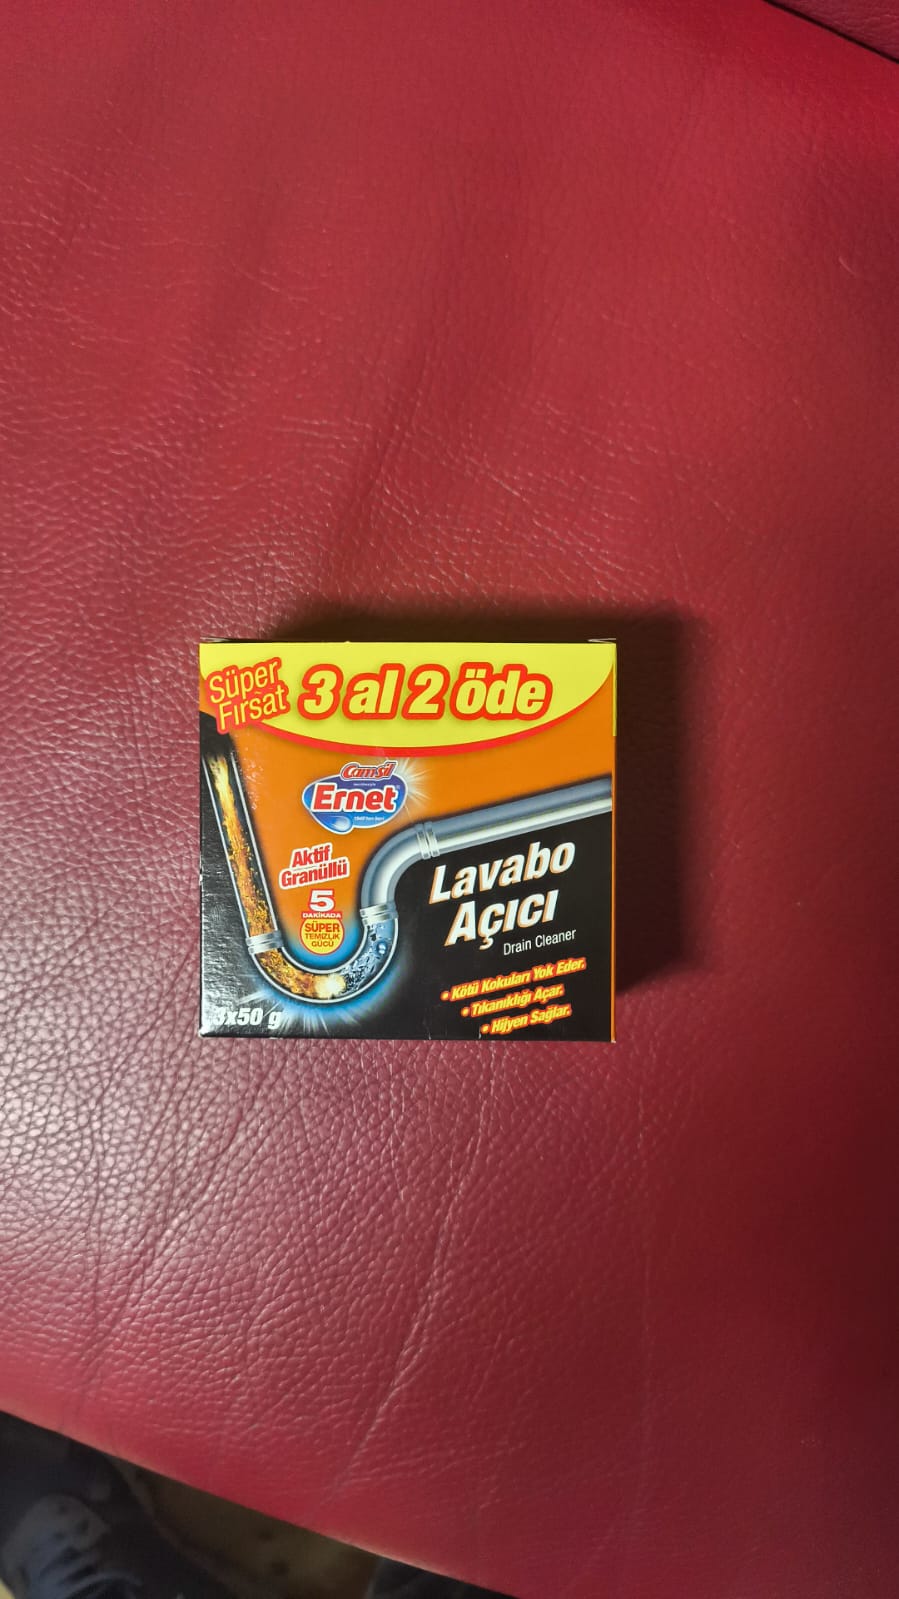 Süper
Fırsat
3 al 2 öde
Camsil
Ernet
Aktif
Granüllü
5
DAKİKADA
SÜPER
TEMİZLİK
GÜCÜ
Lavabo
Açıcı
Drain Cleaner
• Kötü Kokuları Yok Eder.
• Tıkanıklığı Açar.
• Hijyen Sağlar.
3x50 g